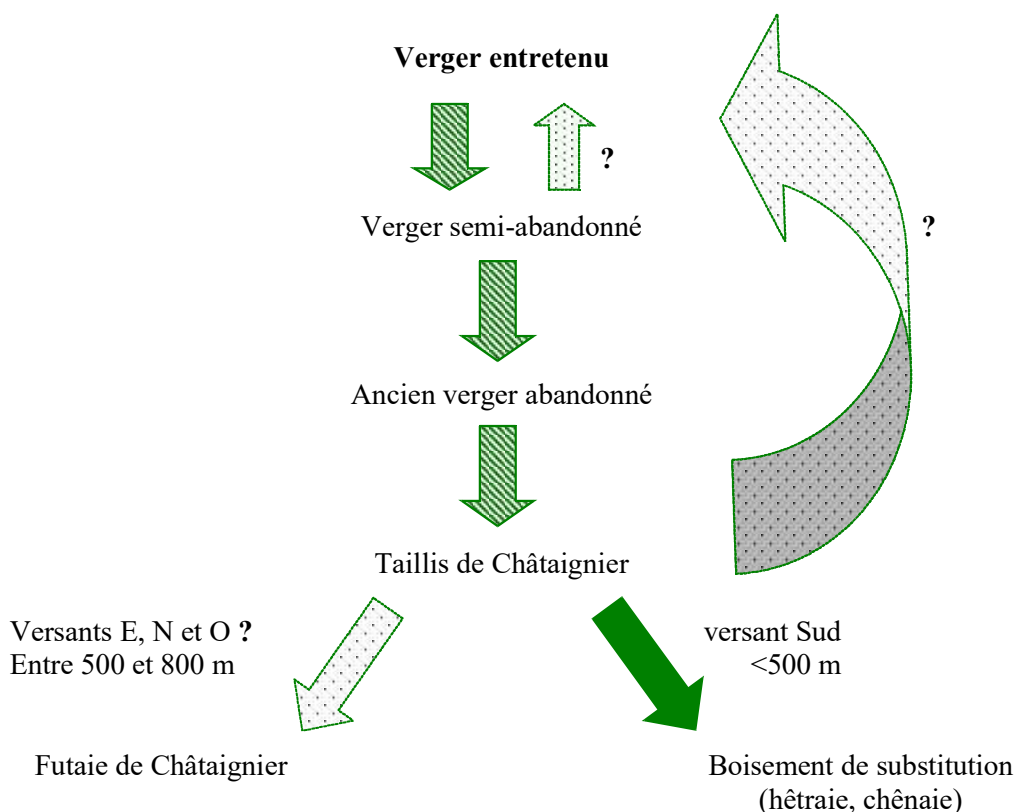 Verger entretenu
?
Verger semi-abandonné
?
Ancien verger abandonné
Taillis de Châtaignier
Versants E, N et O ?
Entre 500 et 800 m
versant Sud
<500 m
Futaie de Châtaignier
Boisement de substitution
(hêtraie, chênaie)